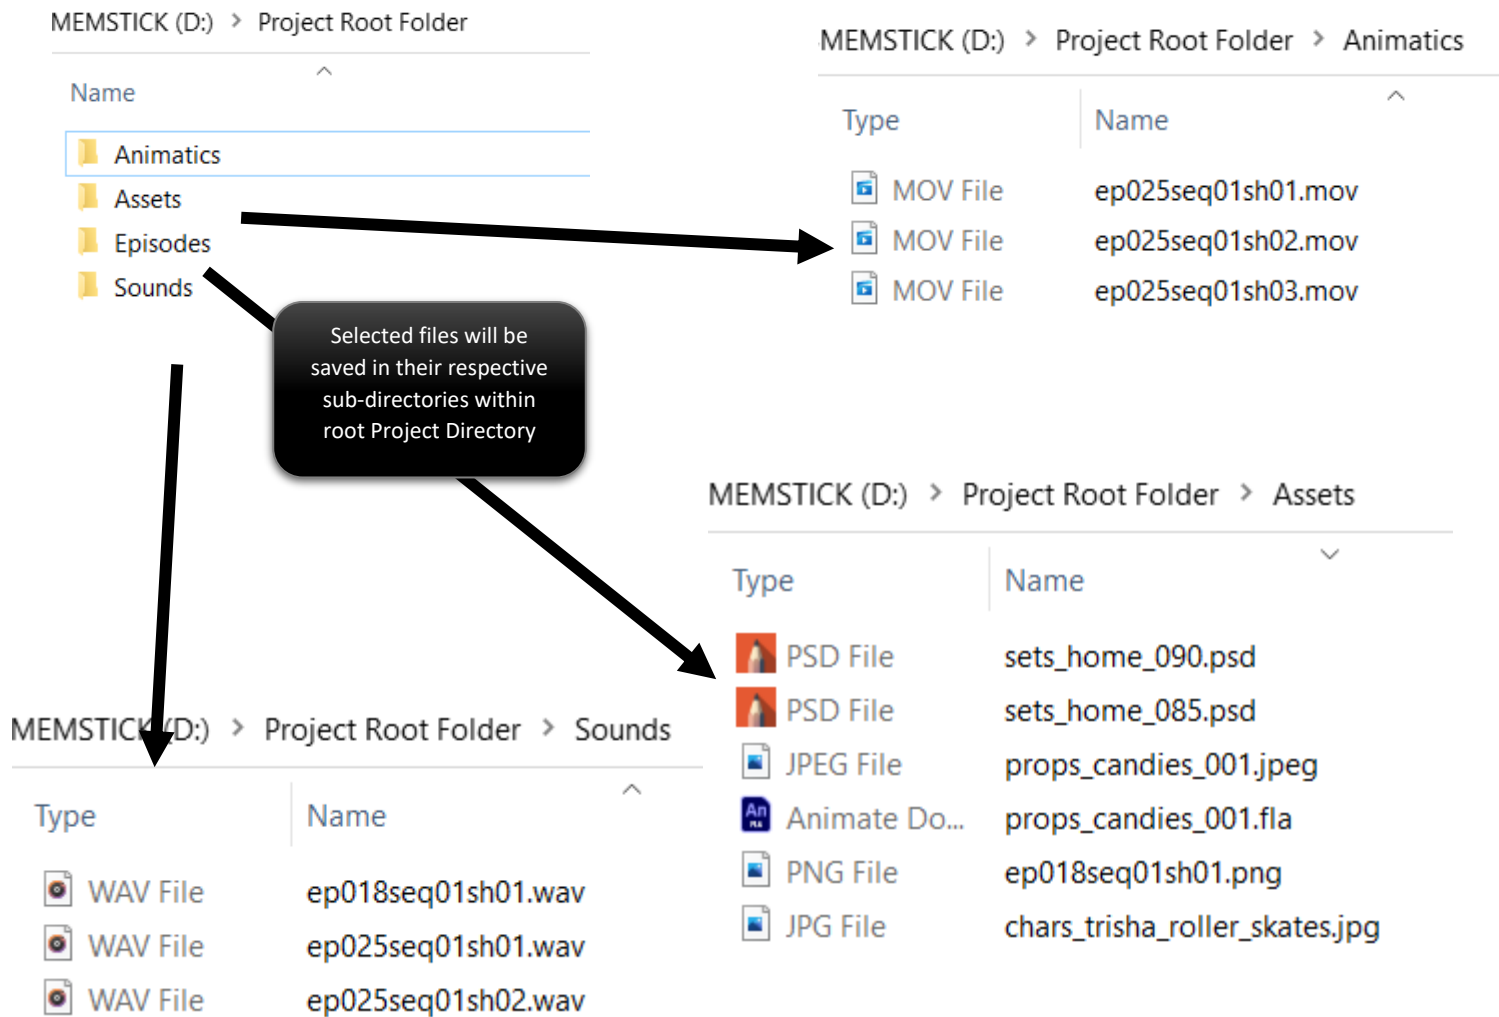 MEMSTICK (D:) > Project Root Folder
Name
Animatics
Assets
Episodes
Sounds
Selected files will be
saved in their respective
sub-directories within
root Project Directory
MEMSTICK (D:) > Project Root Folder > Animatics
Type Name
MOV File ep025seq01sh01.mov
MOV File ep025seq01sh02.mov
MOV File ep025seq01sh03.mov
MEMSTICK (D:) > Project Root Folder > Assets
Type Name
PSD File sets_home_090.psd
PSD File sets_home_085.psd
JPEG File props_candies_001.jpeg
An Animate Do... props_candies_001.fla
PNG File ep018seq01sh01.png
JPG File chars_trisha_roller_skates.jpg
MEMSTICK (D:) > Project Root Folder > Sounds
Type Name
WAV File ep018seq01sh01.wav
WAV File ep025seq01sh01.wav
WAV File ep025seq01sh02.wav